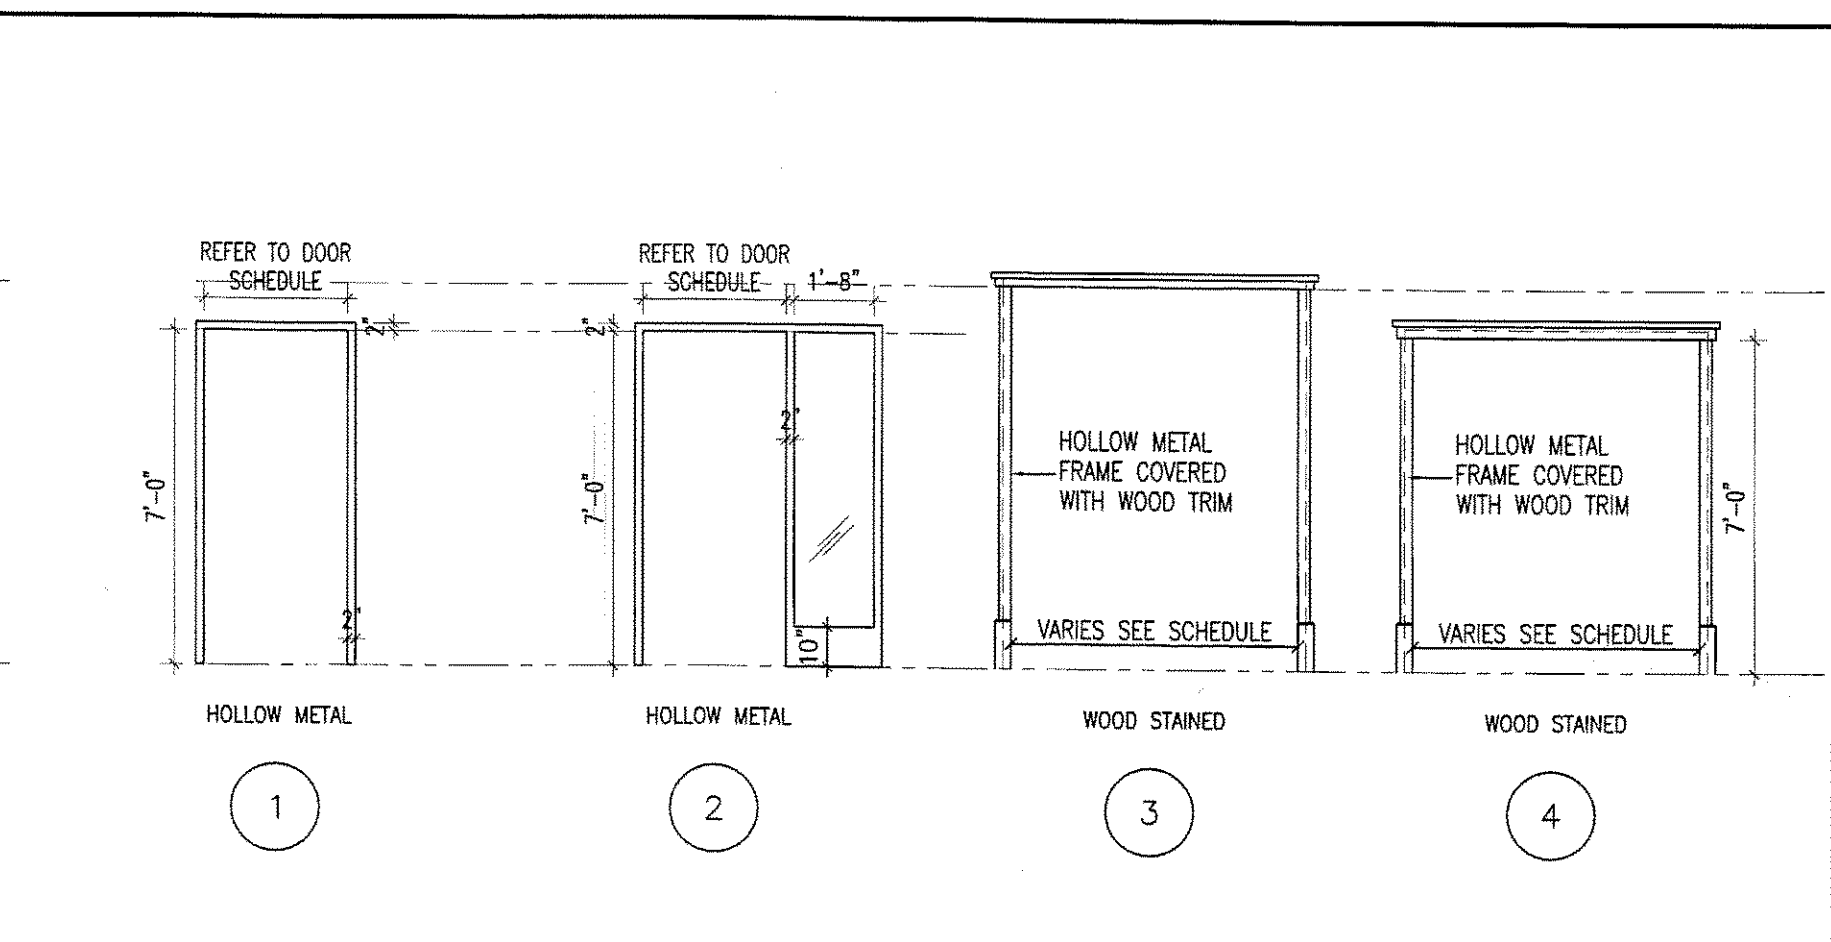 REFER TO DOOR
SCHEDULE
2"
7'-0"
2'
HOLLOW METAL
1
REFER TO DOOR
SCHEDULE
1'-8"
2"
2'
7'-0"
10"
HOLLOW METAL
2
HOLLOW METAL
FRAME COVERED
WITH WOOD TRIM
VARIES SEE SCHEDULE
WOOD STAINED
3
HOLLOW METAL
FRAME COVERED
WITH WOOD TRIM
7'-0"
VARIES SEE SCHEDULE
WOOD STAINED
4